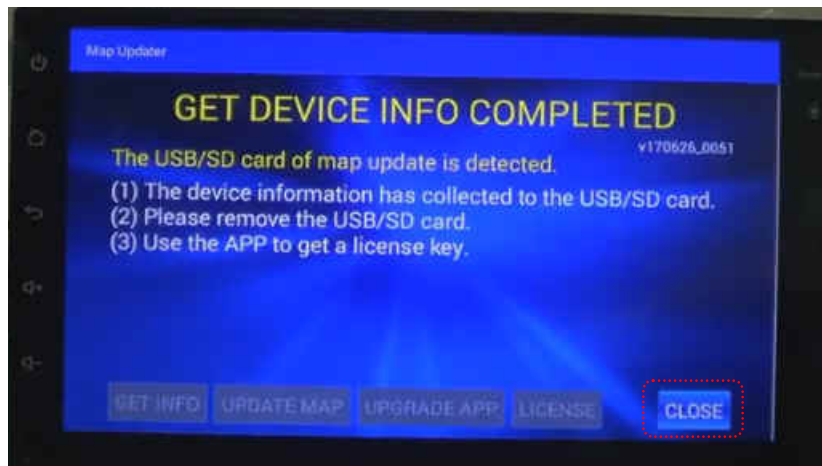 Map Updater
GET DEVICE INFO COMPLETED
v170626_0051
The USB/SD card of map update is detected.
(1) The device information has collected to the USB/SD card.
(2) Please remove the USB/SD card.
(3) Use the APP to get a license key.
GET INFO
UPDATE MAP
UPGRADE APP
LICENSE
CLOSE